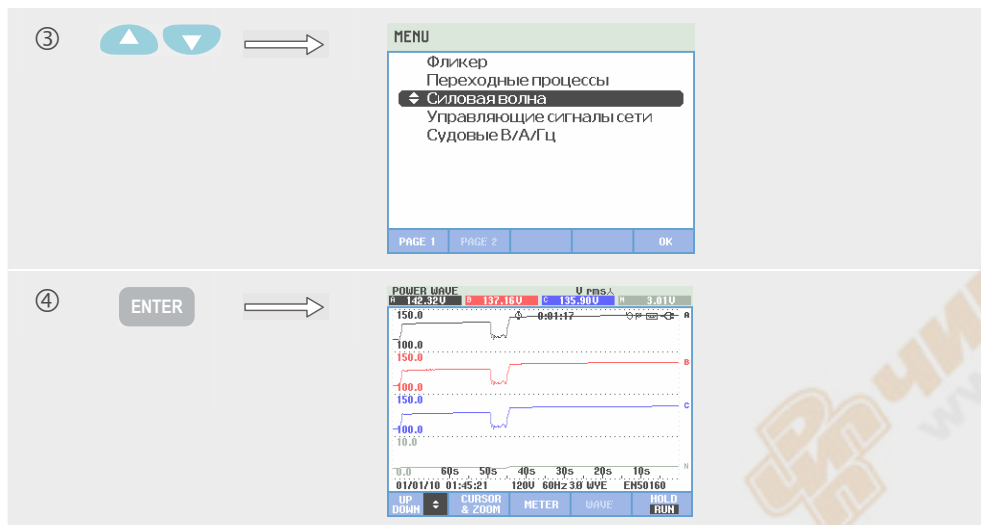 ③
MENU
Фликер
Переходные процессы
Силовая волна
Управляющие сигналы сети
Судовые В/А/Гц
PAGE 1 PAGE 2 OK
④
ENTER
POWER WAVE V rms
A 142.32V B 137.16V C 135.90V N 3.01V
150.0 0:01:17 P A
100.0
150.0 B
100.0
150.0 C
100.0
10.0
0.0 60s 50s 40s 30s 20s 10s N
01/01/10 01:45:21 120V 60Hz 3Ø WYE EN50160
UP DOWN CURSOR & ZOOM METER WAVE HOLD RUN
ЧИП